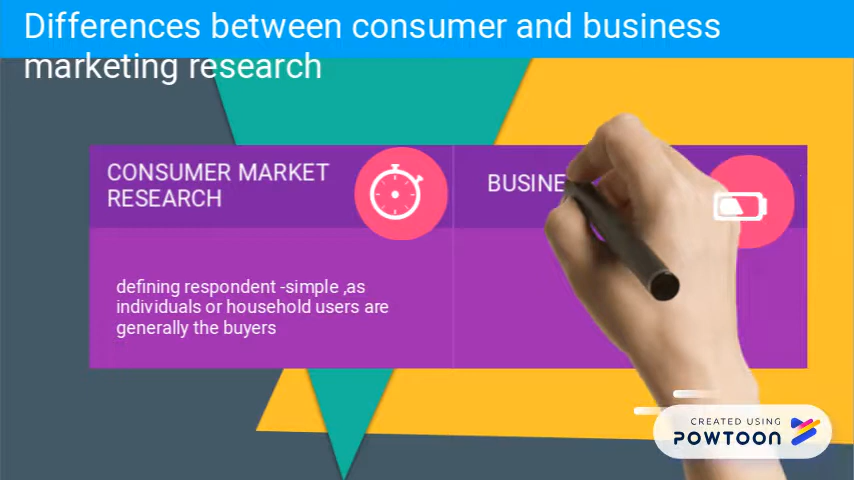 Differences between consumer and business
marketing research
CONSUMER MARKET
RESEARCH
BUSINE
defining respondent -simple ,as
individuals or household users are
generally the buyers
CREATED USING
POWTOON